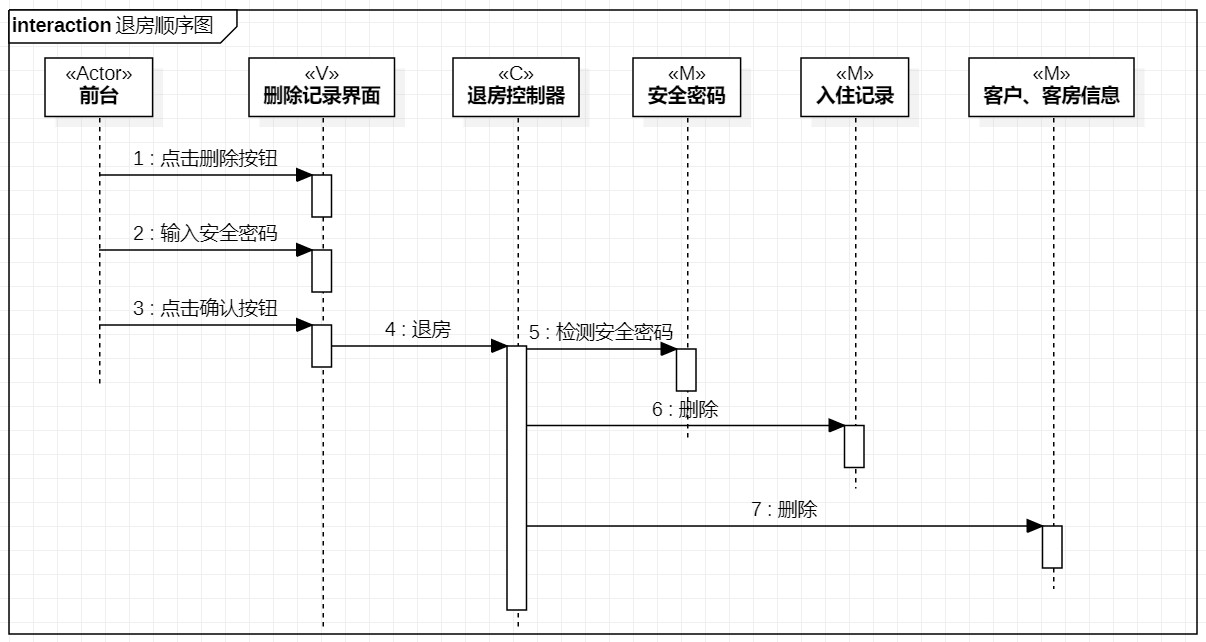 interaction 退房顺序图
«Actor»
前台
«V»
删除记录界面
«C»
退房控制器
«M»
安全密码
«M»
入住记录
«M»
客户、客房信息
1 : 点击删除按钮
2 : 输入安全密码
3 : 点击确认按钮
4 : 退房
5 : 检测安全密码
6 : 删除
7 : 删除